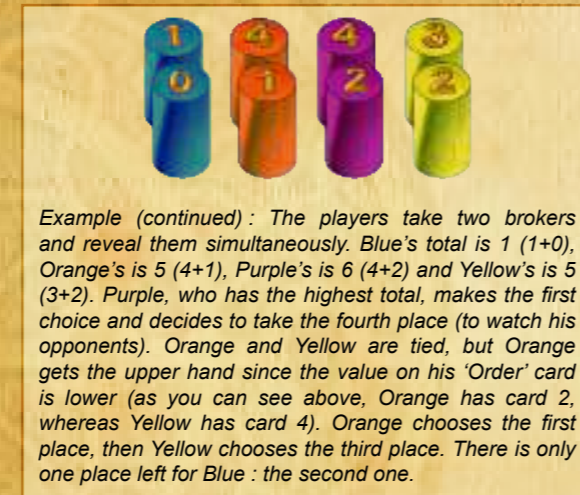 1 4 4 3
0 1 2 2
Example (continued) : The players take two brokers
and reveal them simultaneously. Blue's total is 1 (1+0),
Orange's is 5 (4+1), Purple's is 6 (4+2) and Yellow's is 5
(3+2). Purple, who has the highest total, makes the first
choice and decides to take the fourth place (to watch his
opponents). Orange and Yellow are tied, but Orange
gets the upper hand since the value on his 'Order' card
is lower (as you can see above, Orange has card 2,
whereas Yellow has card 4). Orange chooses the first
place, then Yellow chooses the third place. There is only
one place left for Blue : the second one.